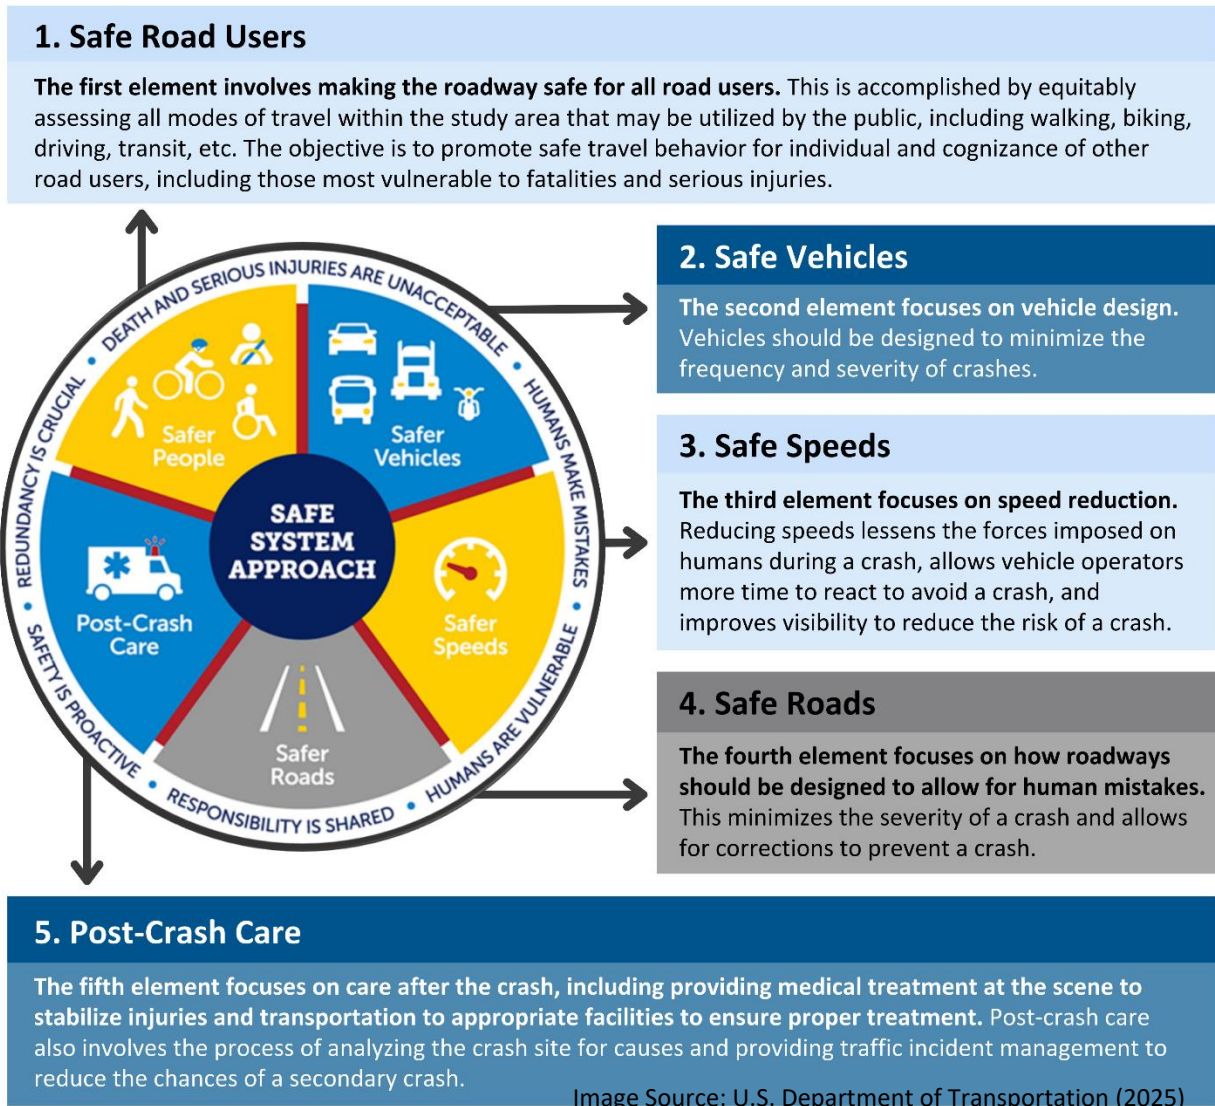 1. Safe Road Users
The first element involves making the roadway safe for all road users. This is accomplished by equitably
assessing all modes of travel within the study area that may be utilized by the public, including walking, biking,
driving, transit, etc. The objective is to promote safe travel behavior for individual and cognizance of other
road users, including those most vulnerable to fatalities and serious injuries.
DEATH AND SERIOUS INJURIES ARE UNACCEPTABLE
HUMANS MAKE MISTAKES
HUMANS ARE VULNERABLE
RESPONSIBILITY IS SHARED
SAFETY IS PROACTIVE
REDUNDANCY IS CRUCIAL
Safer
People
Safer
Vehicles
SAFE
SYSTEM
APPROACH
Post-Crash
Care
Safer
Speeds
Safer
Roads
2. Safe Vehicles
The second element focuses on vehicle design.
Vehicles should be designed to minimize the
frequency and severity of crashes.
3. Safe Speeds
The third element focuses on speed reduction.
Reducing speeds lessens the forces imposed on
humans during a crash, allows vehicle operators
more time to react to avoid a crash, and
improves visibility to reduce the risk of a crash.
4. Safe Roads
The fourth element focuses on how roadways
should be designed to allow for human mistakes.
This minimizes the severity of a crash and allows
for corrections to prevent a crash.
5. Post-Crash Care
The fifth element focuses on care after the crash, including providing medical treatment at the scene to
stabilize injuries and transportation to appropriate facilities to ensure proper treatment. Post-crash care
also involves the process of analyzing the crash site for causes and providing traffic incident management to
reduce the chances of a secondary crash.
Image Source: U.S. Department of Transportation (2025)